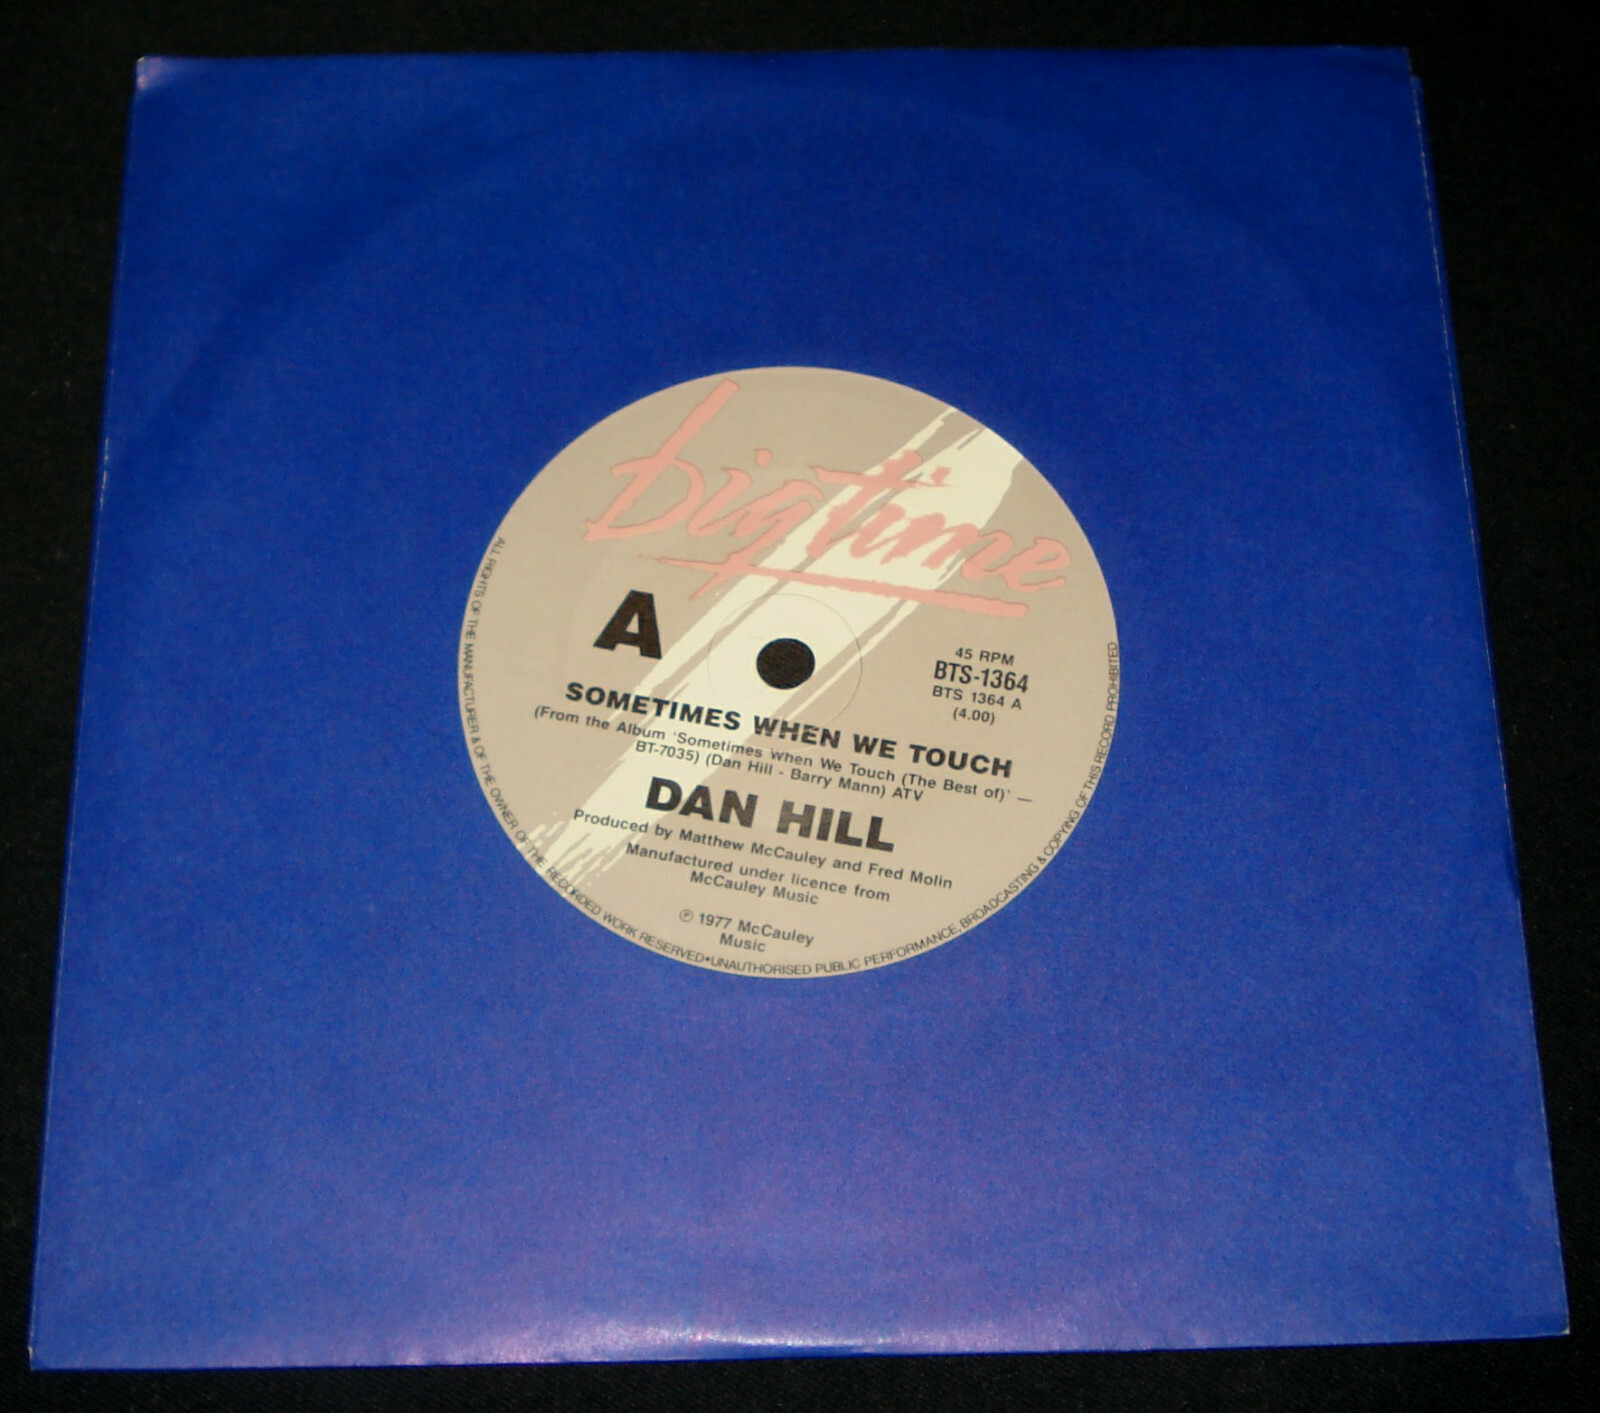 big time
A
45 RPM
BTS-1364
BTS 1364 A
(4.00)
SOMETIMES WHEN WE TOUCH
(From the Album 'Sometimes When We Touch (The Best of)' —
BT-7035) (Dan Hill - Barry Mann) ATV
DAN HILL
Produced by Matthew McCauley and Fred Molin
Manufactured under licence from
McCauley Music
℗ 1977 McCauley
Music
ALL RIGHTS OF THE MANUFACTURER & OF THE OWNER OF THE RECORDED WORK RESERVED•UNAUTHORISED PUBLIC PERFORMANCE, BROADCASTING & COPYING OF THIS RECORD PROHIBITED